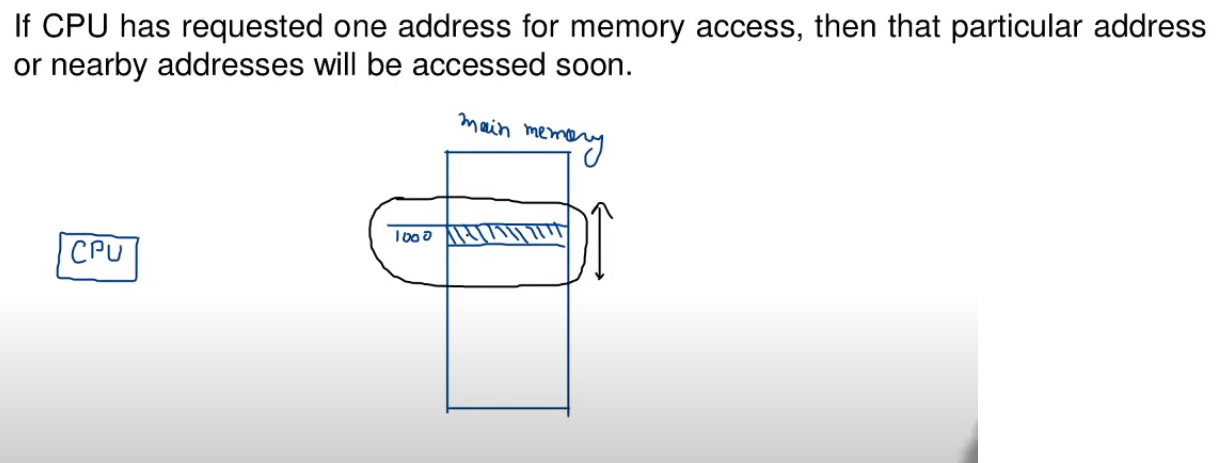 If CPU has requested one address for memory access, then that particular address
or nearby addresses will be accessed soon.
main memory
1000
CPU